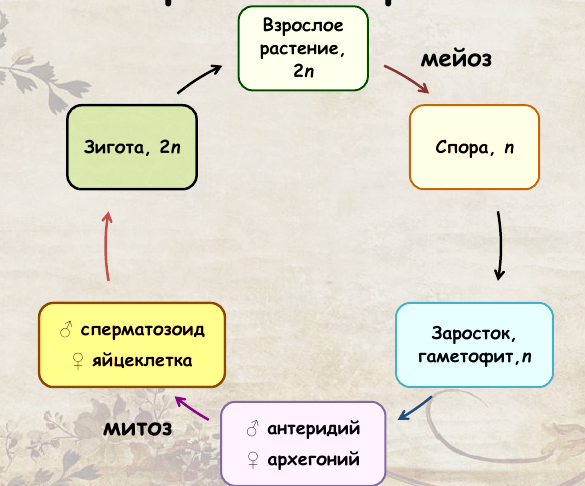 Взрослое
растение,
2n
мейоз
Спора, n
Заросток,
гаметофит,n
♂ антеридий
♀ архегоний
митоз
♂ сперматозоид
♀ яйцеклетка
Зигота, 2n